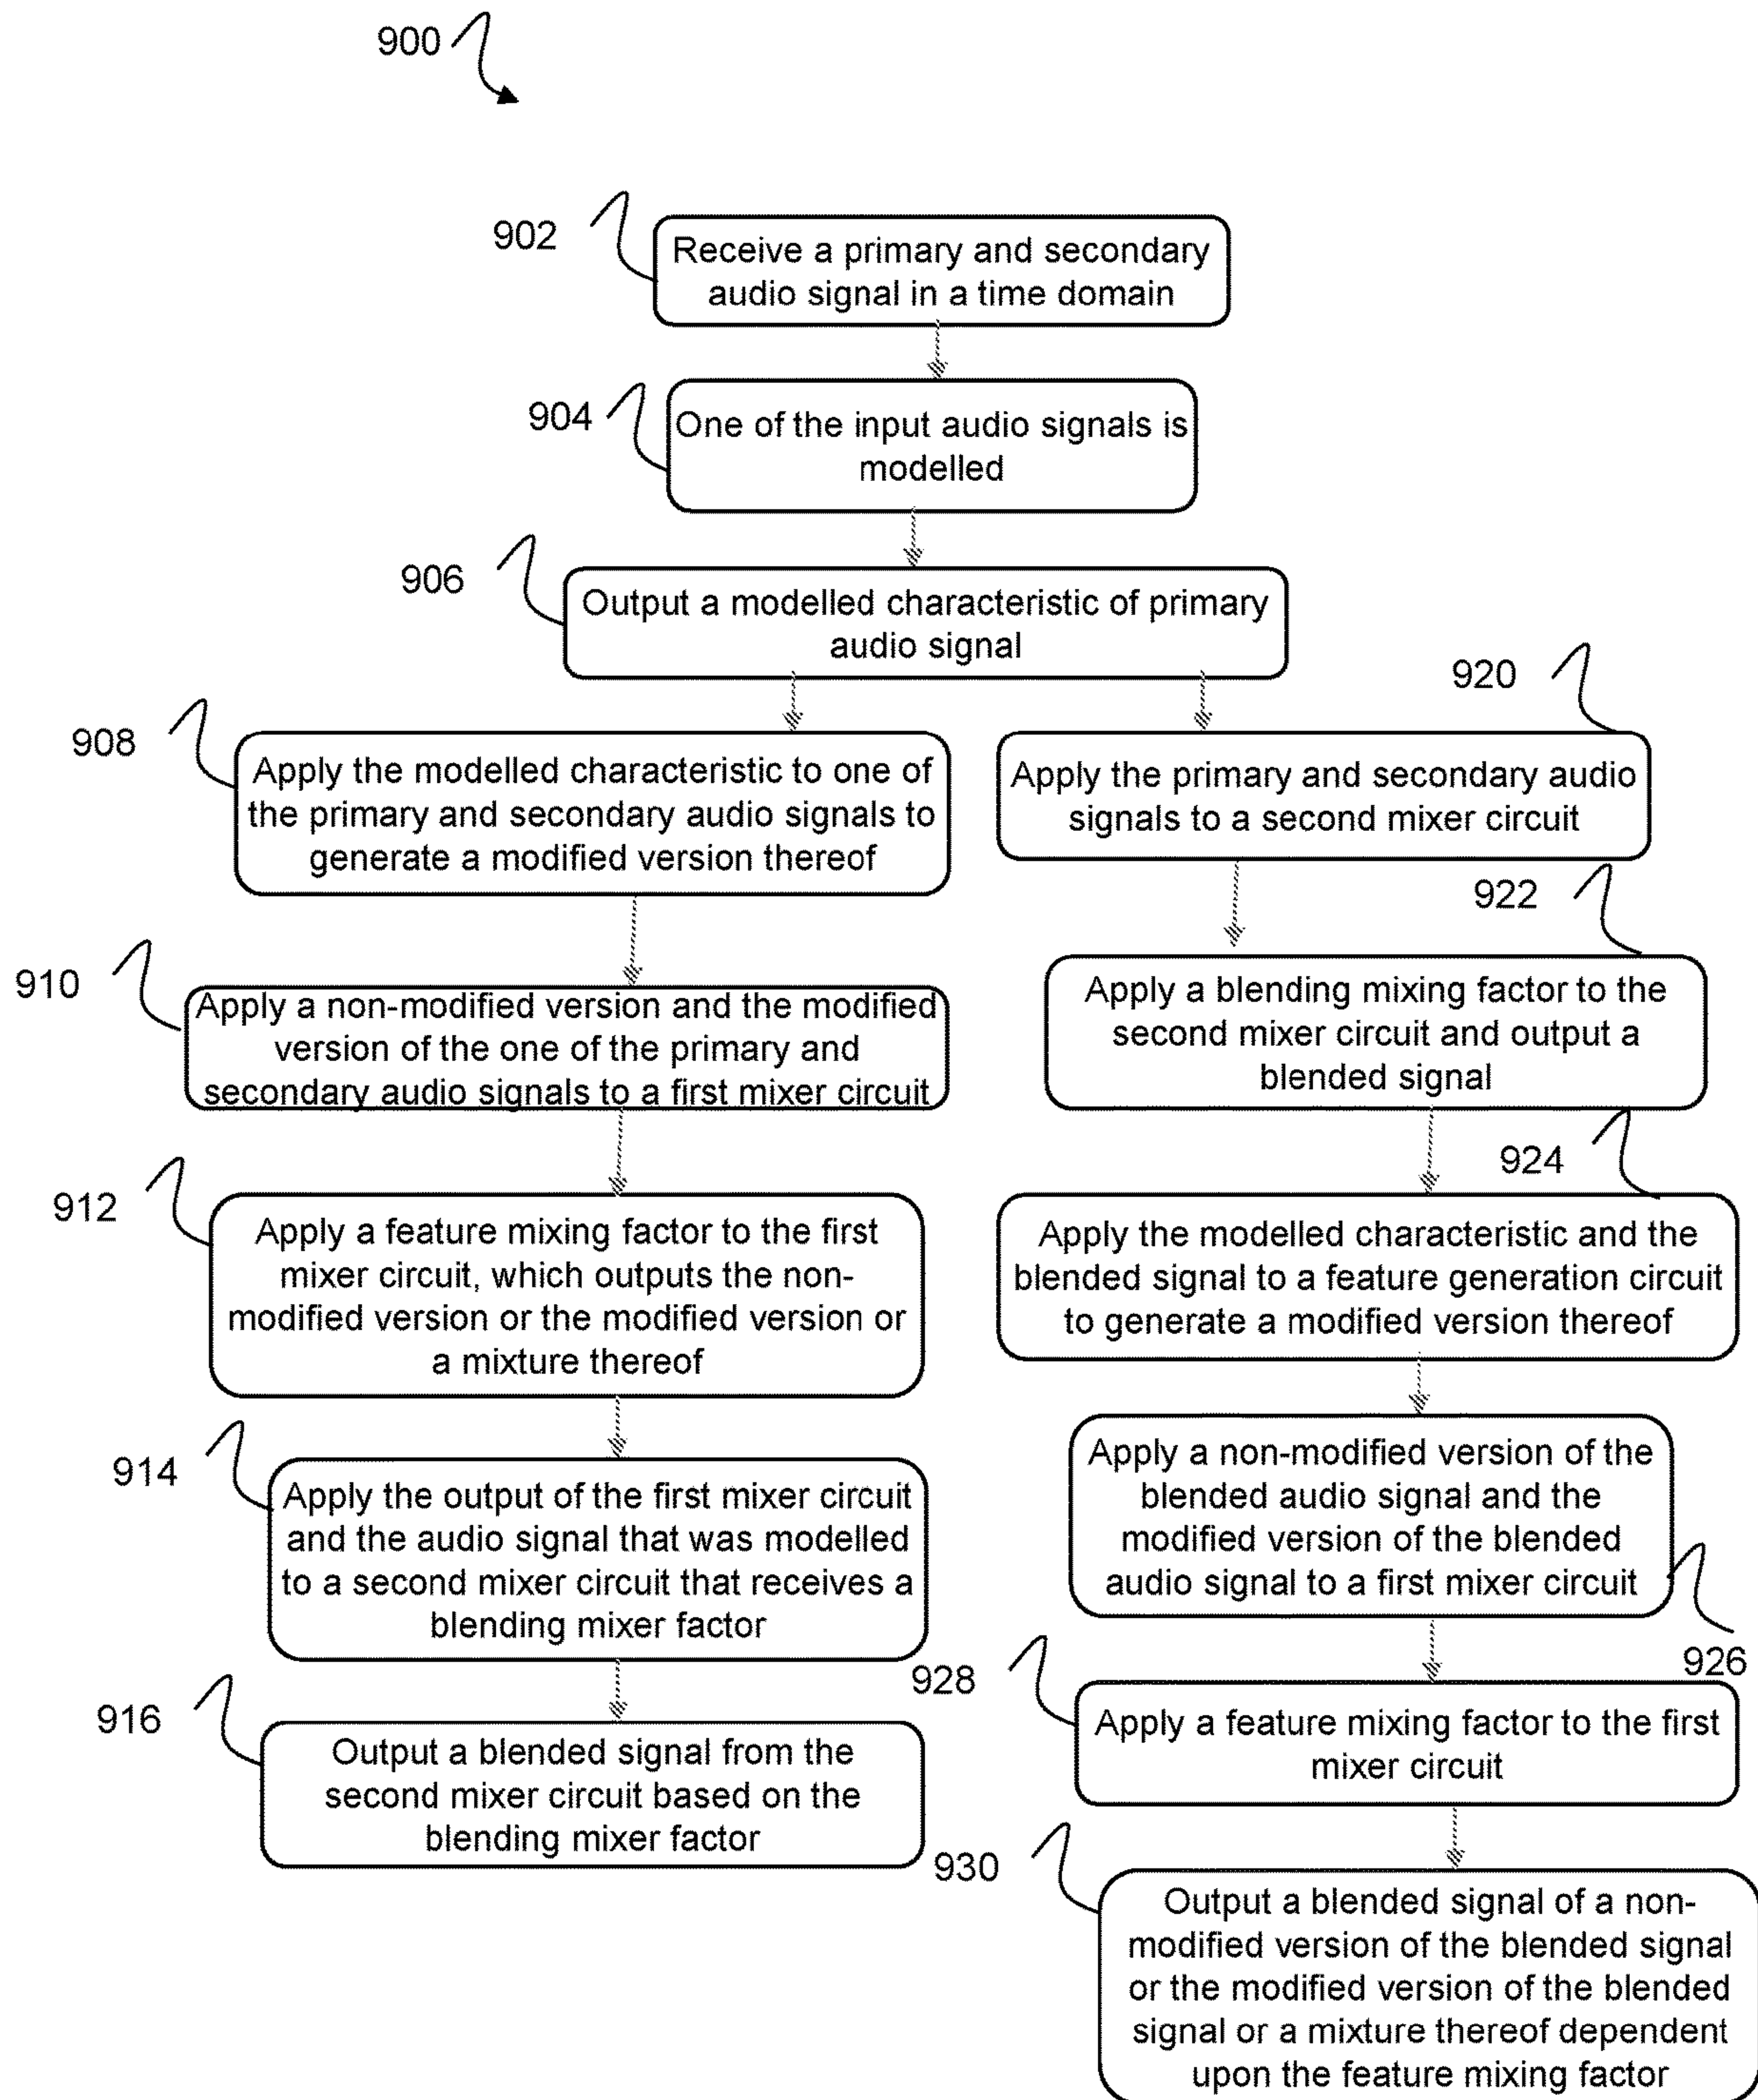 900
902
Receive a primary and secondary
audio signal in a time domain
904
One of the input audio signals is
modelled
906
Output a modelled characteristic of primary
audio signal
908
Apply the modelled characteristic to one of
the primary and secondary audio signals to
generate a modified version thereof
910
Apply a non-modified version and the modified
version of the one of the primary and
secondary audio signals to a first mixer circuit
912
Apply a feature mixing factor to the first
mixer circuit, which outputs the non-
modified version or the modified version or
a mixture thereof
914
Apply the output of the first mixer circuit
and the audio signal that was modelled
to a second mixer circuit that receives a
blending mixer factor
916
Output a blended signal from the
second mixer circuit based on the
blending mixer factor
920
Apply the primary and secondary audio
signals to a second mixer circuit
922
Apply a blending mixing factor to the
second mixer circuit and output a
blended signal
924
Apply the modelled characteristic and the
blended signal to a feature generation circuit
to generate a modified version thereof
Apply a non-modified version of the
blended audio signal and the
modified version of the blended
audio signal to a first mixer circuit
926
928
Apply a feature mixing factor to the first
mixer circuit
930
Output a blended signal of a non-
modified version of the blended signal
or the modified version of the blended
signal or a mixture thereof dependent
upon the feature mixing factor